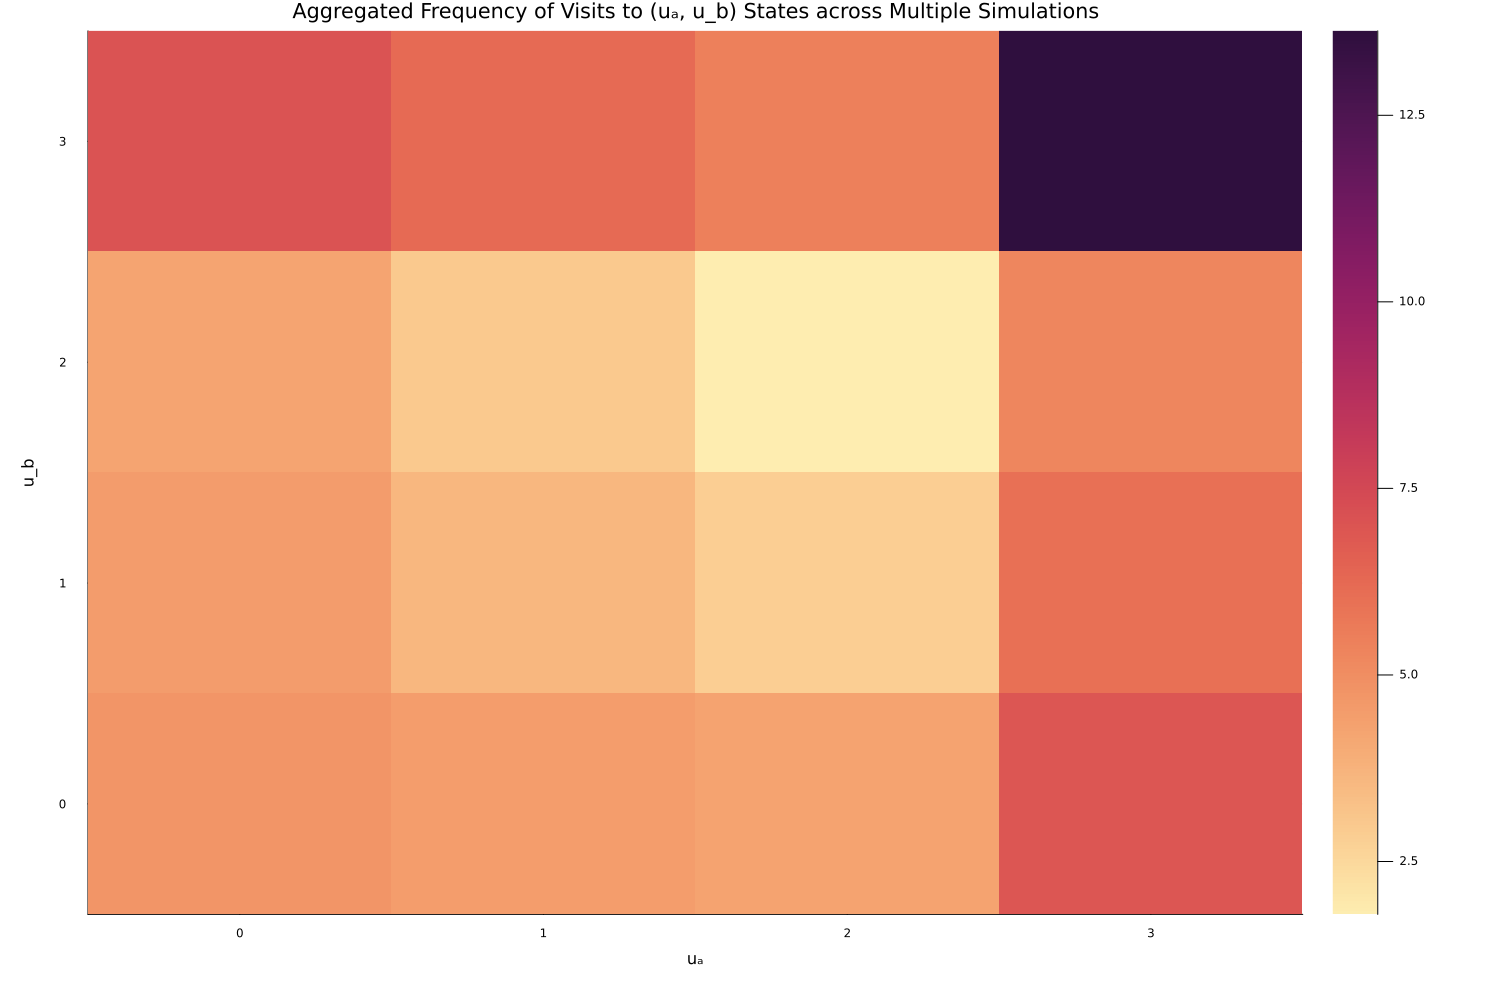 Aggregated Frequency of Visits to (uₐ, u_b) States across Multiple Simulations
3
2
1
0
u_b
0 1 2 3
uₐ
12.5
10.0
7.5
5.0
2.5